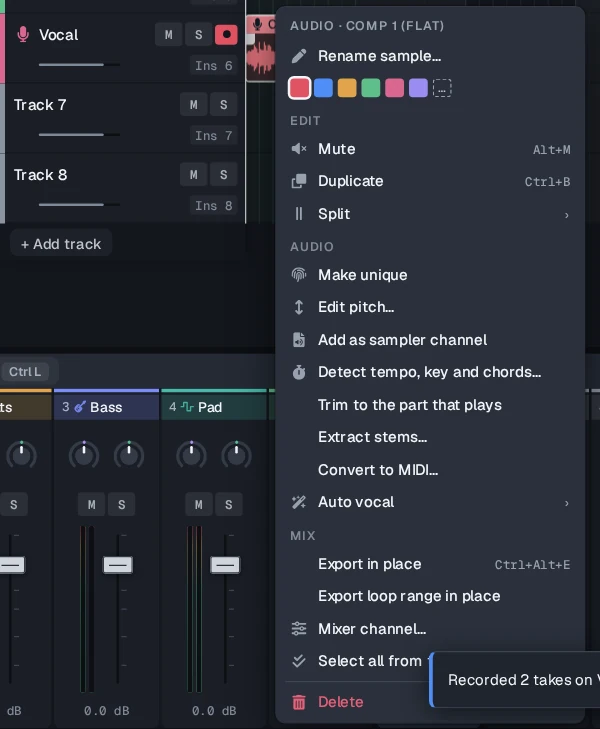 Vocal
M S
Ins 6
Track 7
M S
Ins 7
Track 8
M S
Ins 8
+ Add track
Ctrl L
ts
3 Bass
4 Pad
S
M S
M S
dB
0.0 dB
0.0 dB
AUDIO · COMP 1 (FLAT)
Rename sample…
…
EDIT
Mute Alt+M
Duplicate Ctrl+B
Split ›
AUDIO
Make unique
Edit pitch…
Add as sampler channel
Detect tempo, key and chords…
Trim to the part that plays
Extract stems…
Convert to MIDI…
Auto vocal ›
MIX
Export in place Ctrl+Alt+E
Export loop range in place
Mixer channel…
Select all from
Delete
Recorded 2 takes on